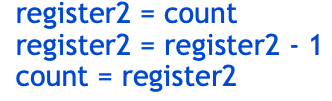 register2 = count
register2 = register2 - 1
count = register2